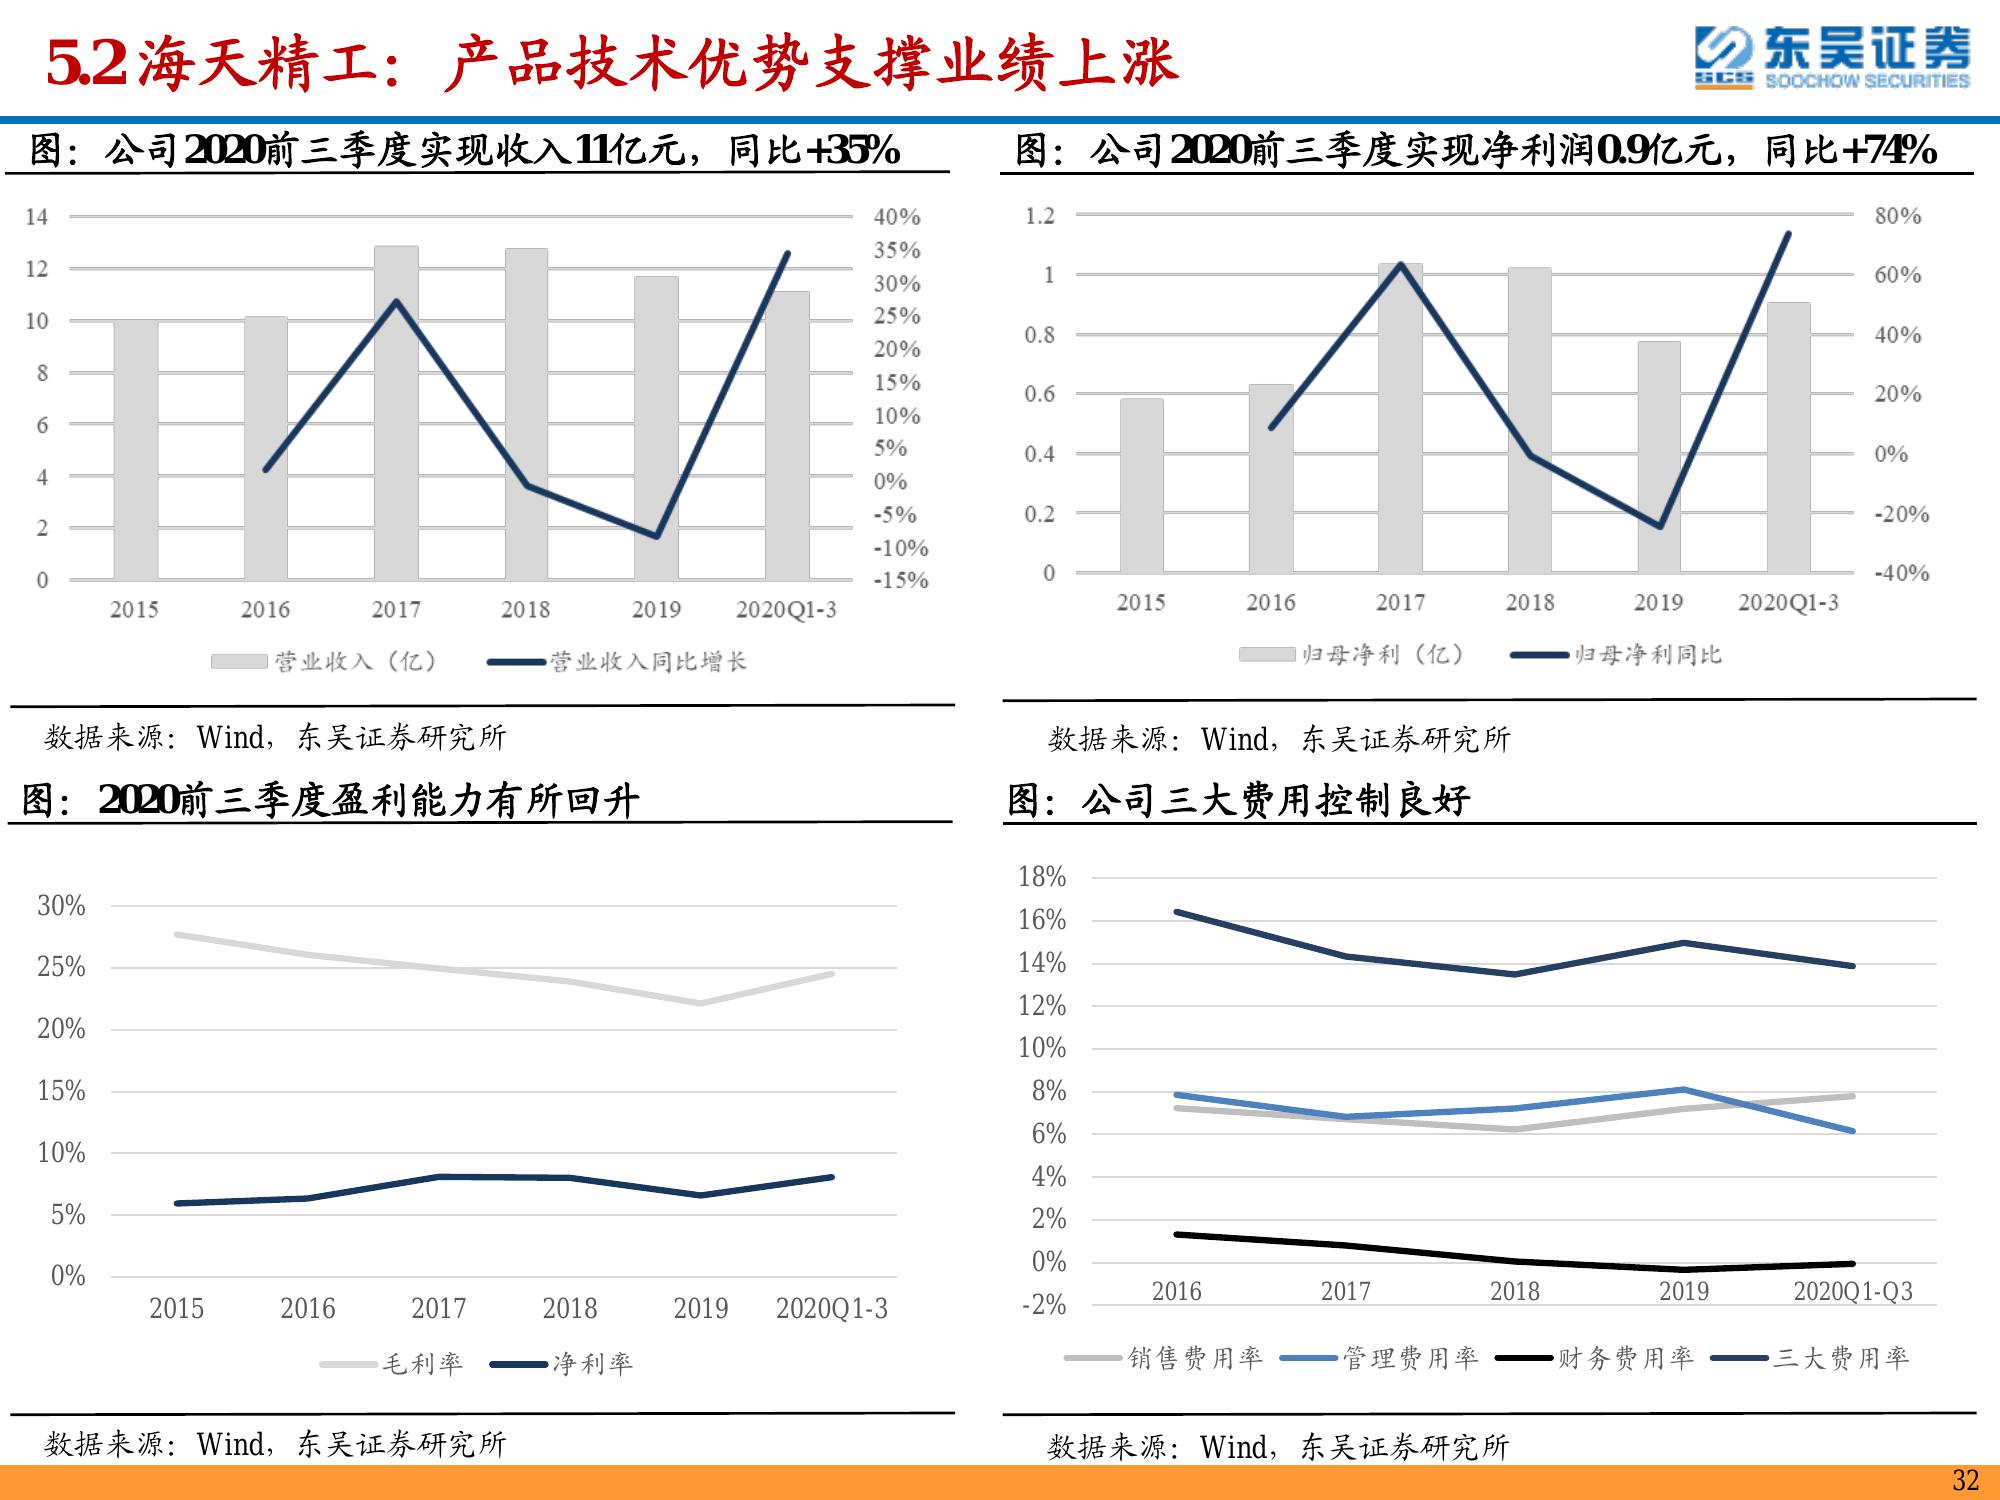 5.2海天精工：产品技术优势支撑业绩上涨
SCS 东吴证券
SOOCHOW SECURITIES
图：公司2020前三季度实现收入11亿元，同比+35%
14
12
10
8
6
4
2
0
40%
35%
30%
25%
20%
15%
10%
5%
0%
-5%
-10%
-15%
2015 2016 2017 2018 2019 2020Q1-3
营业收入（亿） 营业收入同比增长
数据来源：Wind，东吴证券研究所
图：公司2020前三季度实现净利润0.9亿元，同比+74%
1.2
1
0.8
0.6
0.4
0.2
0
80%
60%
40%
20%
0%
-20%
-40%
2015 2016 2017 2018 2019 2020Q1-3
归母净利（亿） 归母净利同比
数据来源：Wind，东吴证券研究所
图：2020前三季度盈利能力有所回升
30%
25%
20%
15%
10%
5%
0%
2015 2016 2017 2018 2019 2020Q1-3
毛利率 净利率
数据来源：Wind，东吴证券研究所
图：公司三大费用控制良好
18%
16%
14%
12%
10%
8%
6%
4%
2%
0%
-2%
2016 2017 2018 2019 2020Q1-Q3
销售费用率 管理费用率 财务费用率 三大费用率
数据来源：Wind，东吴证券研究所
32